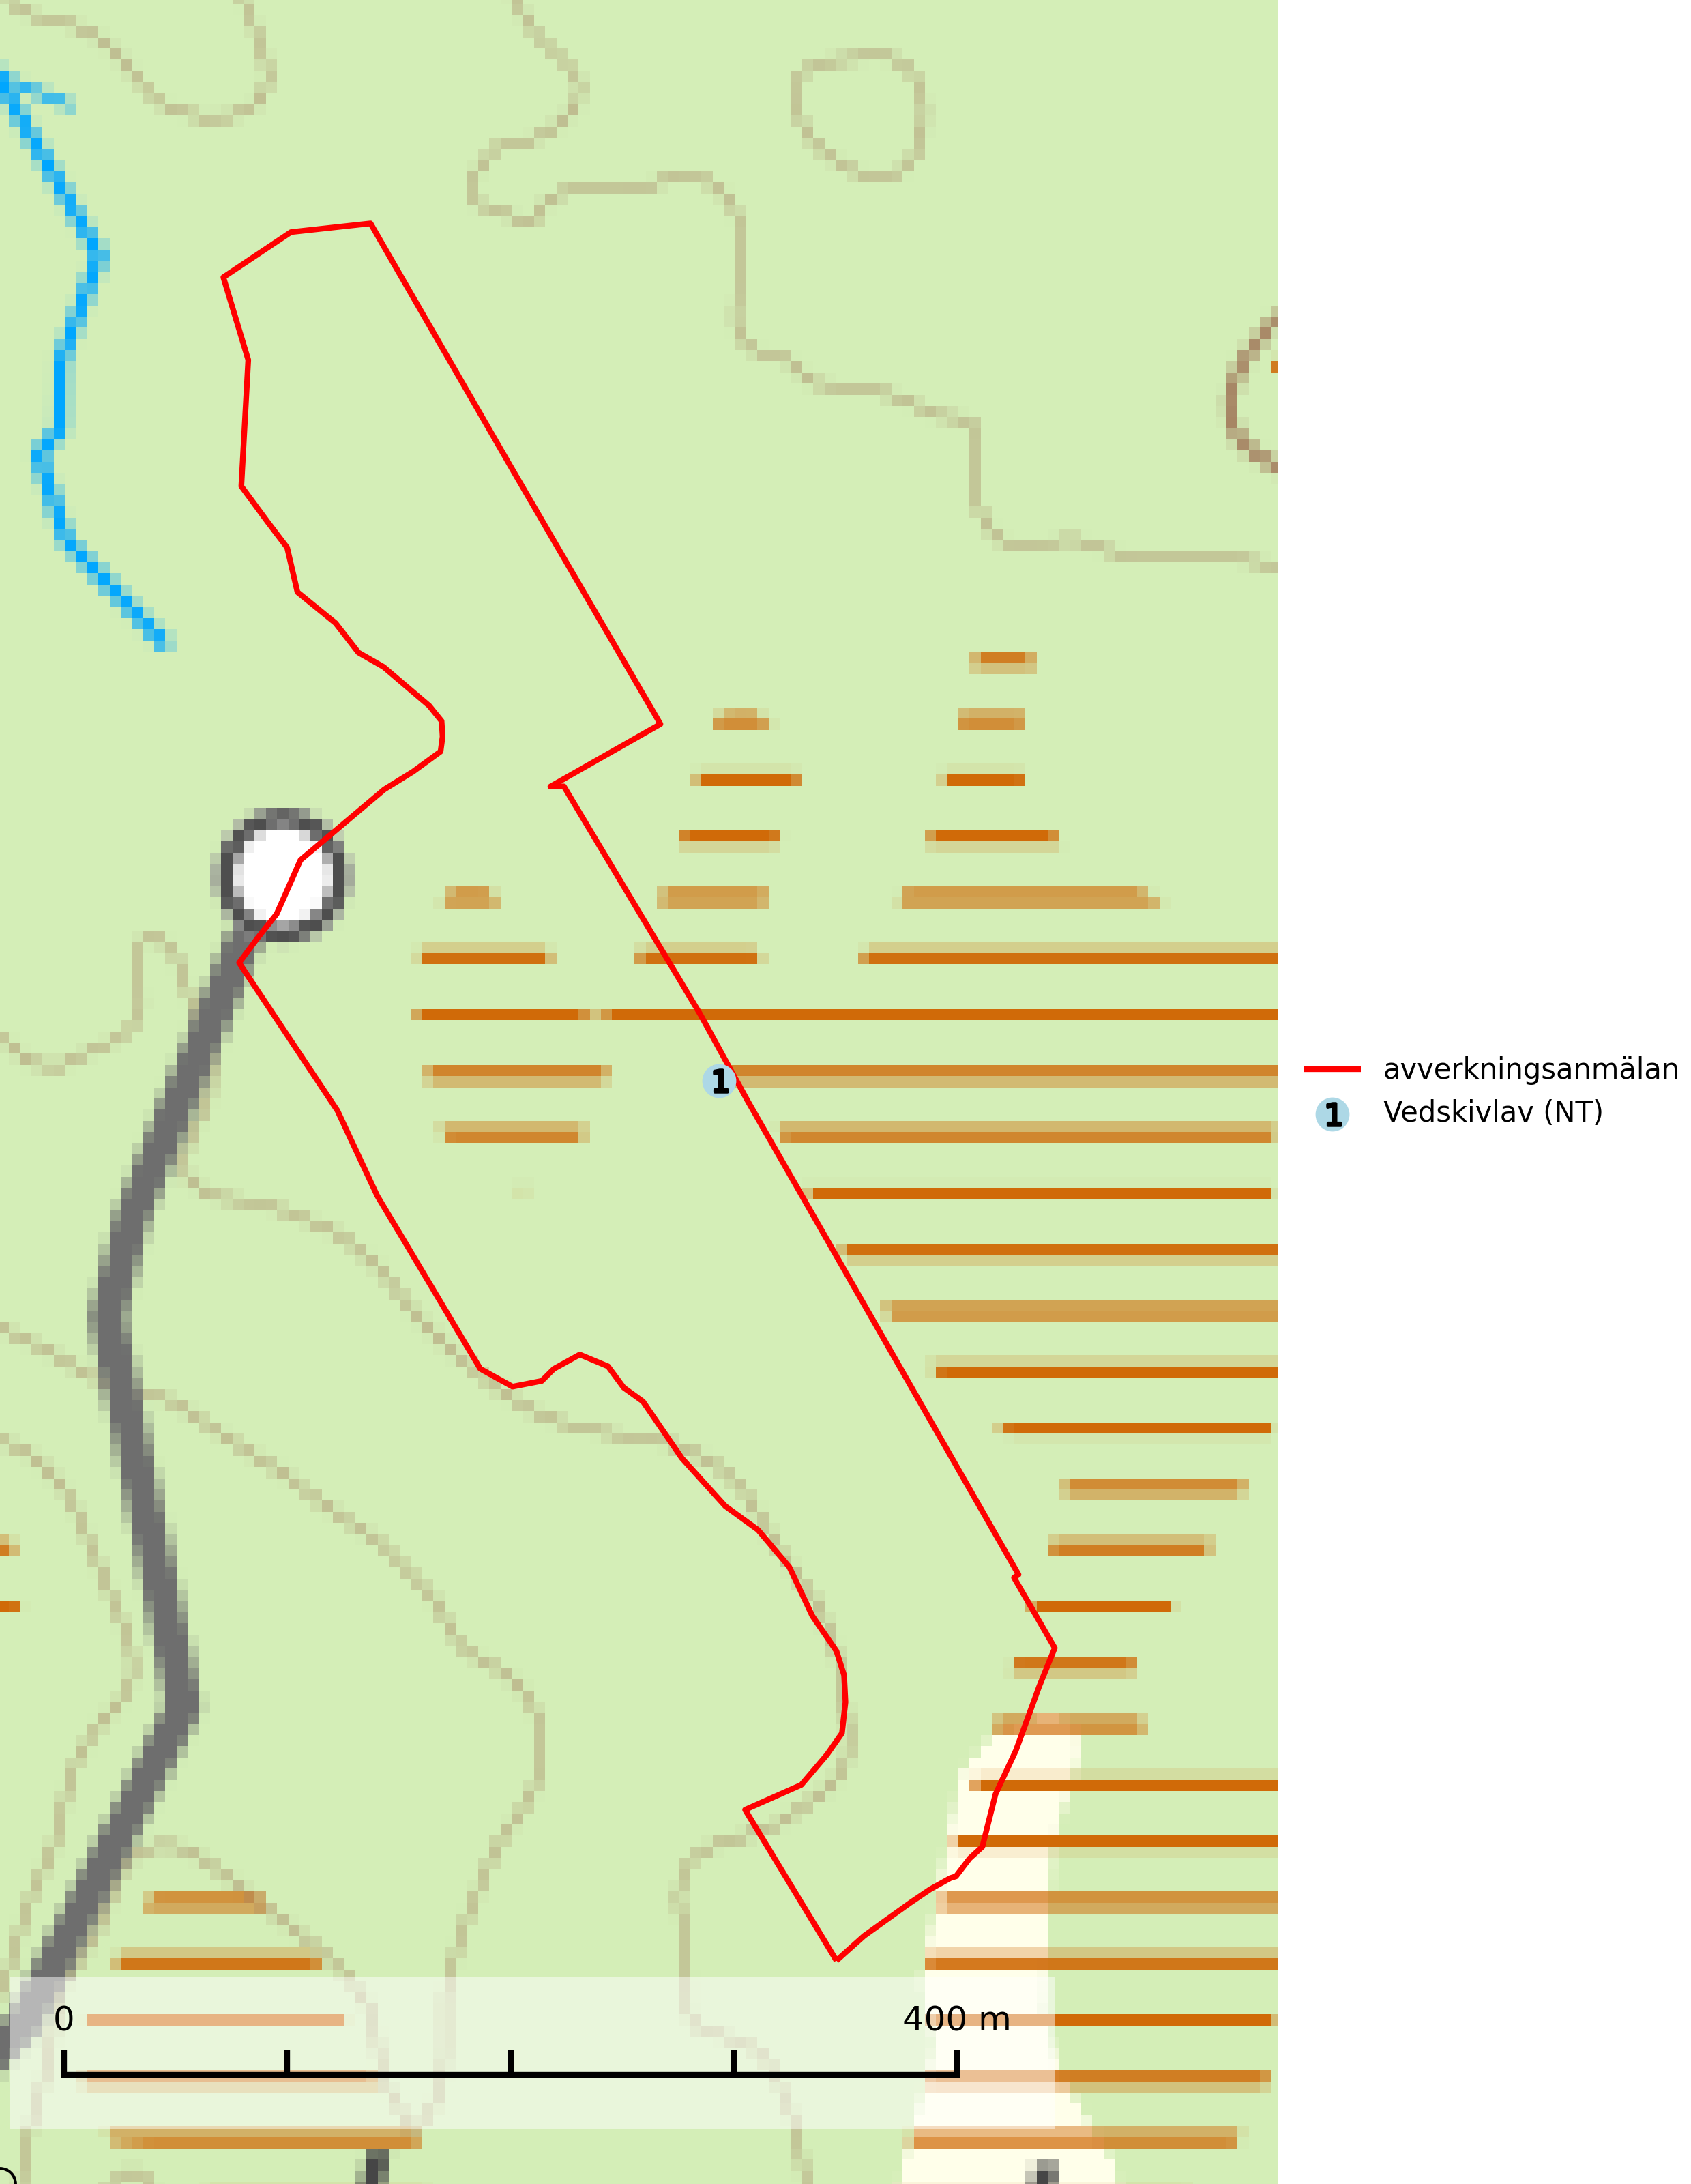 1
avverkningsanmälan
1 Vedskivlav (NT)
0 400 m